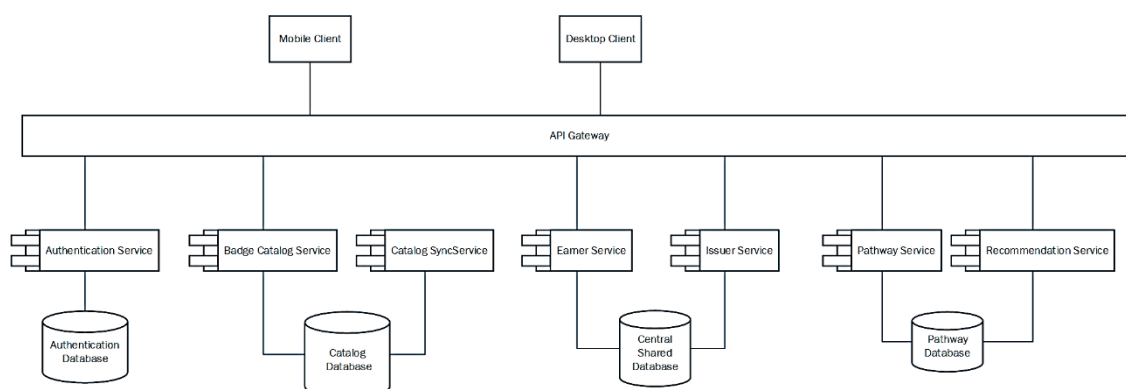 Mobile Client
Desktop Client
API Gateway
Authentication Service
Badge Catalog Service
Catalog SyncService
Earner Service
Issuer Service
Pathway Service
Recommendation Service
Authentication
Database
Catalog
Database
Central
Shared
Database
Pathway
Database